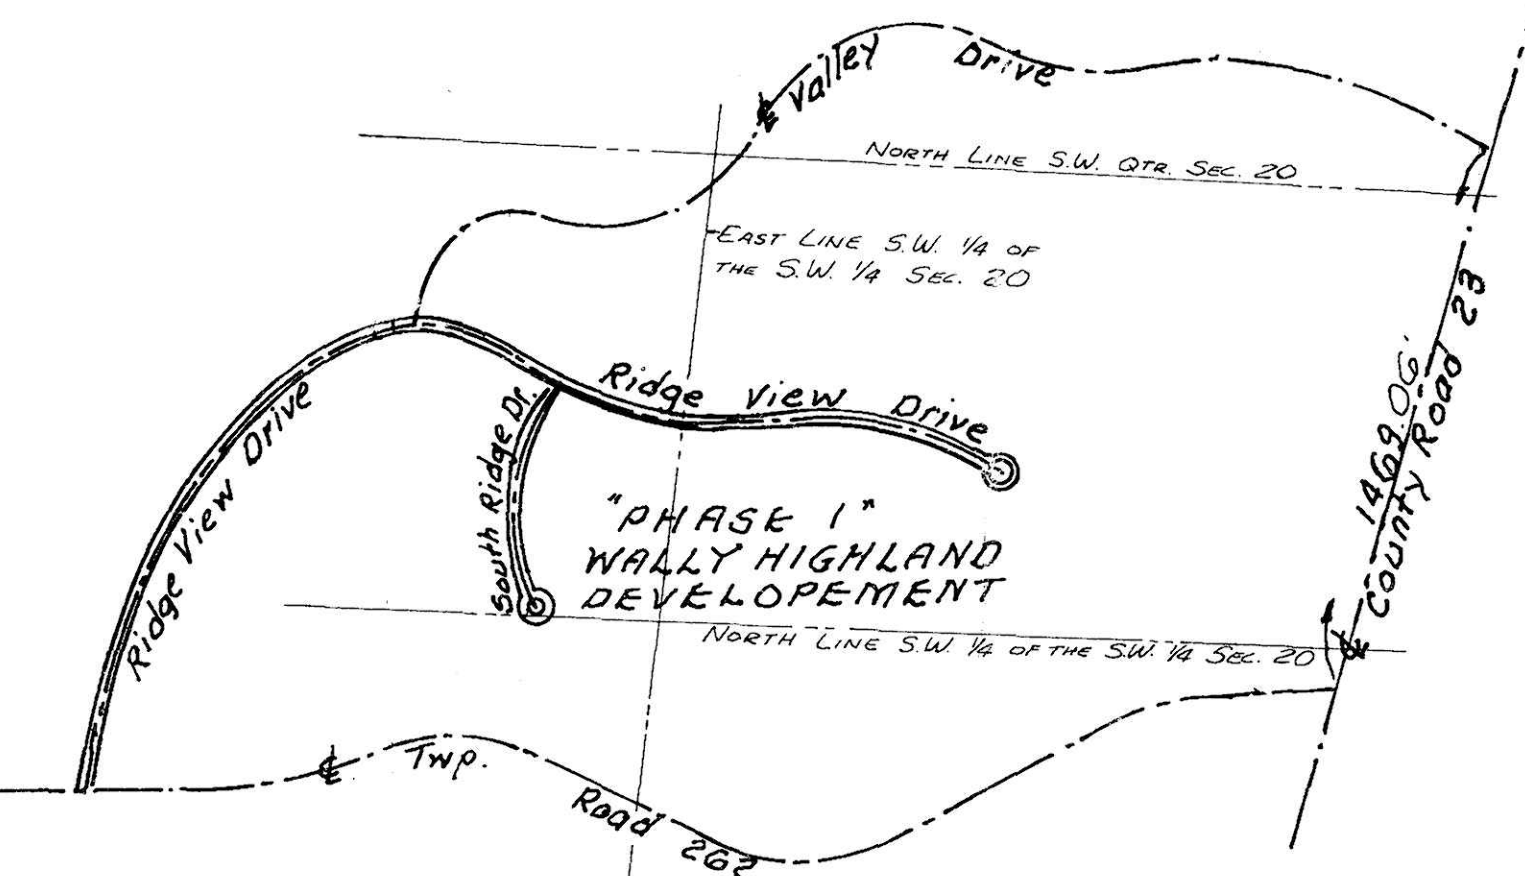 Valley Drive
NORTH LINE S.W. QTR. SEC. 20
EAST LINE S.W. 1/4 OF
THE S.W. 1/4 SEC. 20
County Road 23
1469.06'
Ridge View Drive
Ridge View Drive
South Ridge Dr.
"PHASE 1"
WALLY HIGHLAND
DEVELOPEMENT
NORTH LINE S.W. 1/4 OF THE S.W. 1/4 SEC. 20
Twp. Road 262